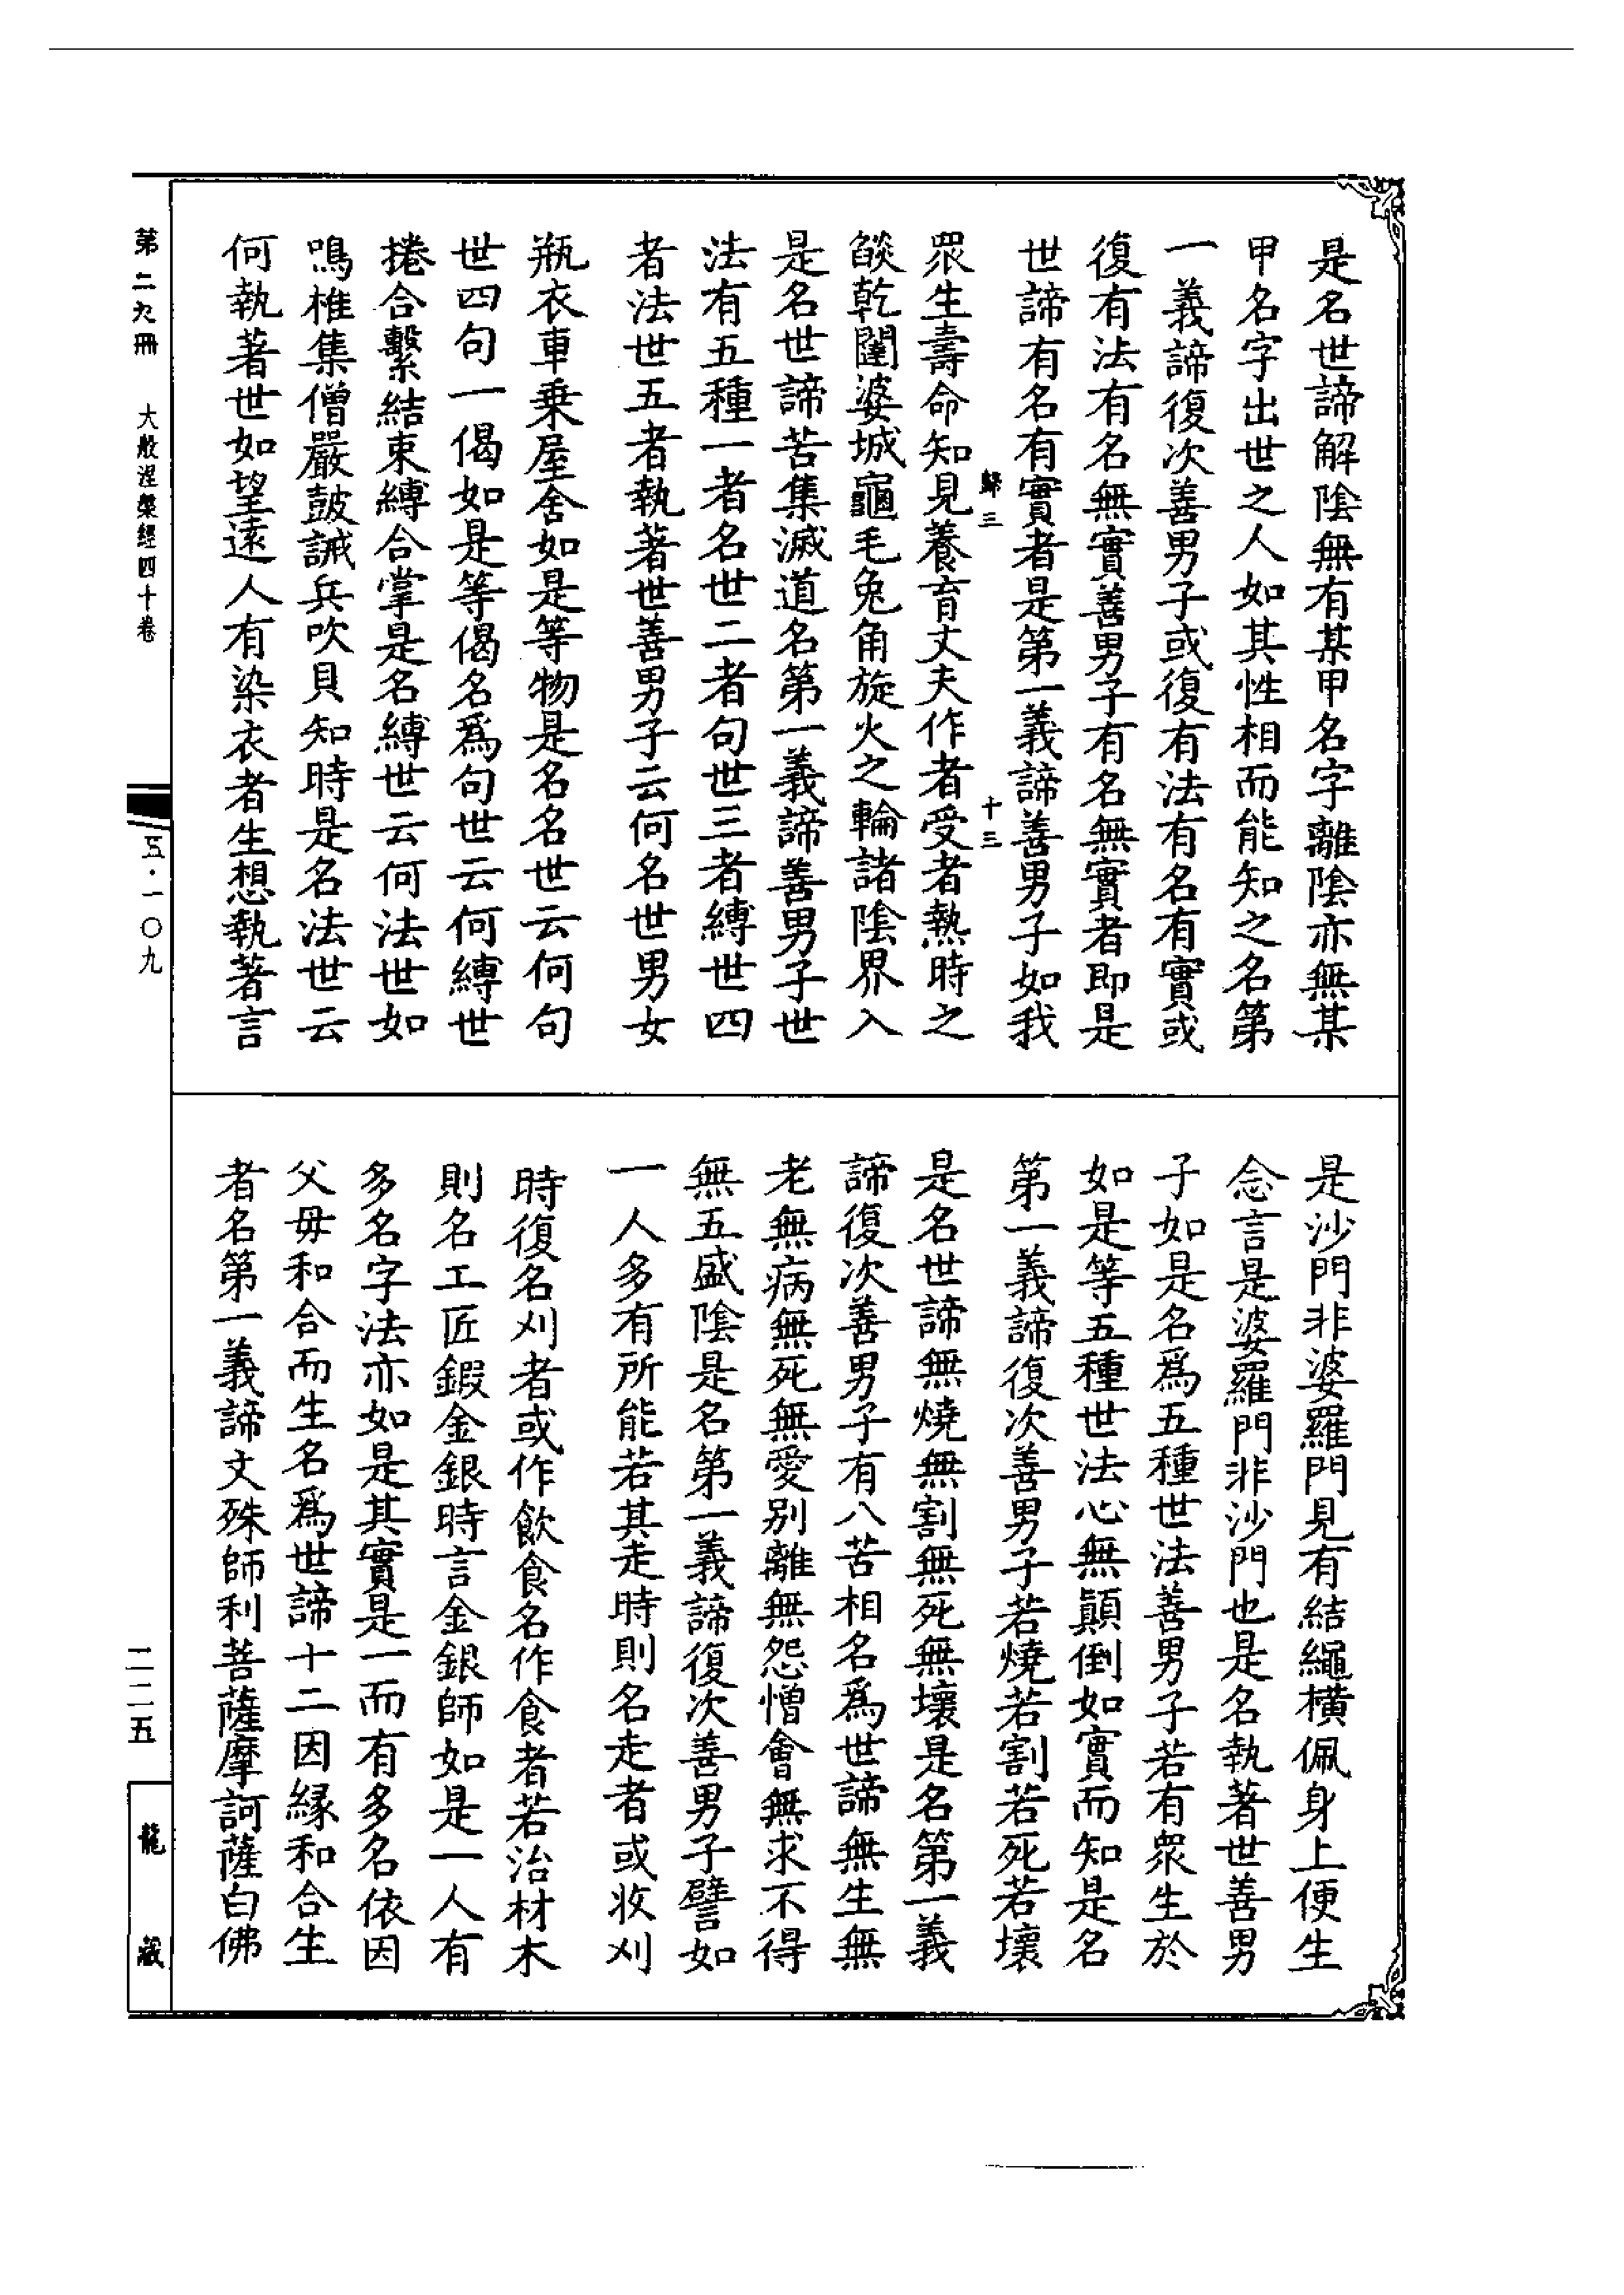 是名世諦解陰無有某甲名字離陰亦無某
甲名字出世之人如其性相而能知之名第
一義諦復次善男子或復有法有名有實或
復有法有名無實善男子有名無實者即是
世諦有名有實者是第一義諦善男子如我
歸三 十三
眾生壽命知見養育丈夫作者受者熱時之
燄乾闥婆城龜毛兔角旋火之輪諸陰界入
是名世諦苦集滅道名第一義諦善男子世
法有五種一者名世二者句世三者縛世四
者法世五者執著世善男子云何名世男女
瓶衣車乗屋舍如是等物是名名世云何句
世四句一偈如是等偈名爲句世云何縛世
捲合繫結束縛合掌是名縛世云何法世如
鳴椎集僧嚴鼓誡兵吹貝知時是名法世云
何執著世如望遠人有染衣者生想執著言
是沙門非婆羅門見有結繩橫佩身上便生
念言是婆羅門非沙門也是名執著世善男
子如是名爲五種世法善男子若有眾生於
如是等五種世法心無顛倒如實而知是名
第一義諦復次善男子若燒若割若死若壞
是名世諦無燒無割無死無壞是名第一義
諦復次善男子有八苦相名爲世諦無生無
老無病無死無愛別離無怨憎會無求不得
無五盛陰是名第一義諦復次善男子譬如
一人多有所能若其走時則名走者或收刈
時復名刈者或作飲食名作食者若治材木
則名工匠鍛金銀時言金銀師如是一人有
多名字法亦如是其實是一而有多名依因
父母和合而生名爲世諦十二因緣和合生
者名第一義諦文殊師利菩薩摩訶薩白佛
第二九冊 大般涅槃經四十卷
五·一〇九
二二五
龍藏